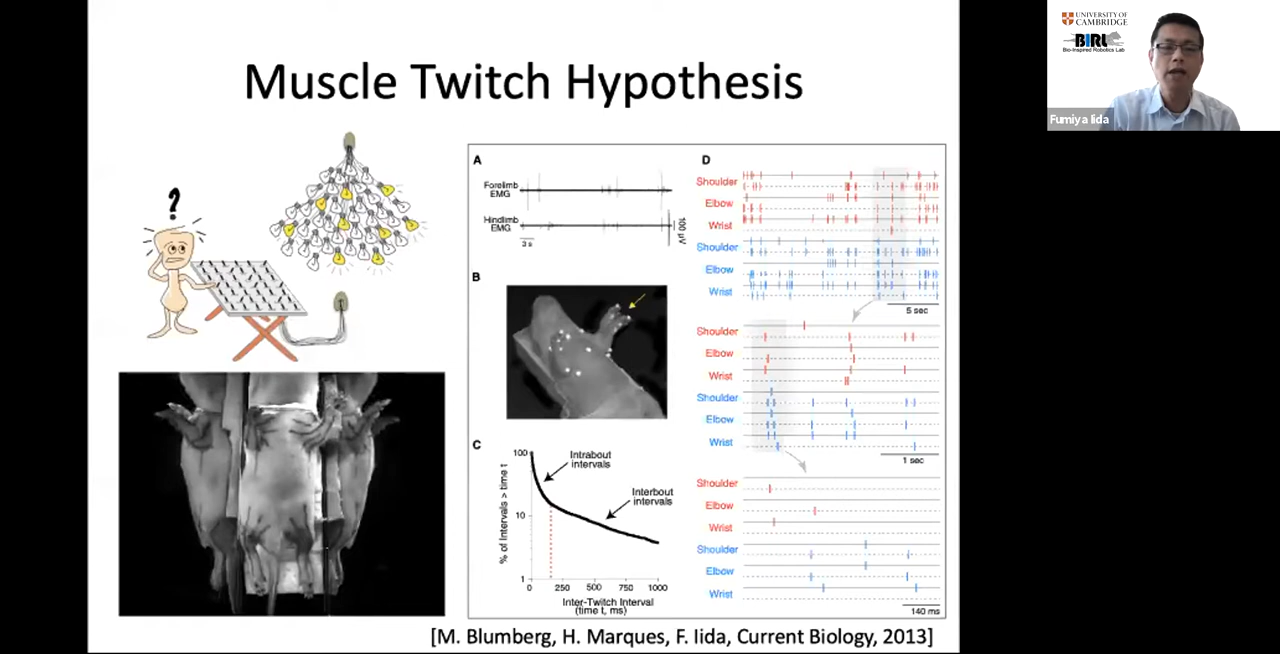 Muscle Twitch Hypothesis
?
A
Forelimb
EMG
Hindlimb
EMG
3 s
100 µV
B
C
% of Intervals > time t
100
10
1
0
250
500
750
1000
Intrabout
intervals
Interbout
intervals
Inter-Twitch Interval
(time t, ms)
D
Shoulder
Elbow
Wrist
Shoulder
Elbow
Wrist
5 sec
Shoulder
Elbow
Wrist
Shoulder
Elbow
Wrist
1 sec
Shoulder
Elbow
Wrist
Shoulder
Elbow
Wrist
140 ms
[M. Blumberg, H. Marques, F. Iida, Current Biology, 2013]
UNIVERSITY OF
CAMBRIDGE
BIRL
Bio-Inspired Robotics Lab
Fumiya Iida